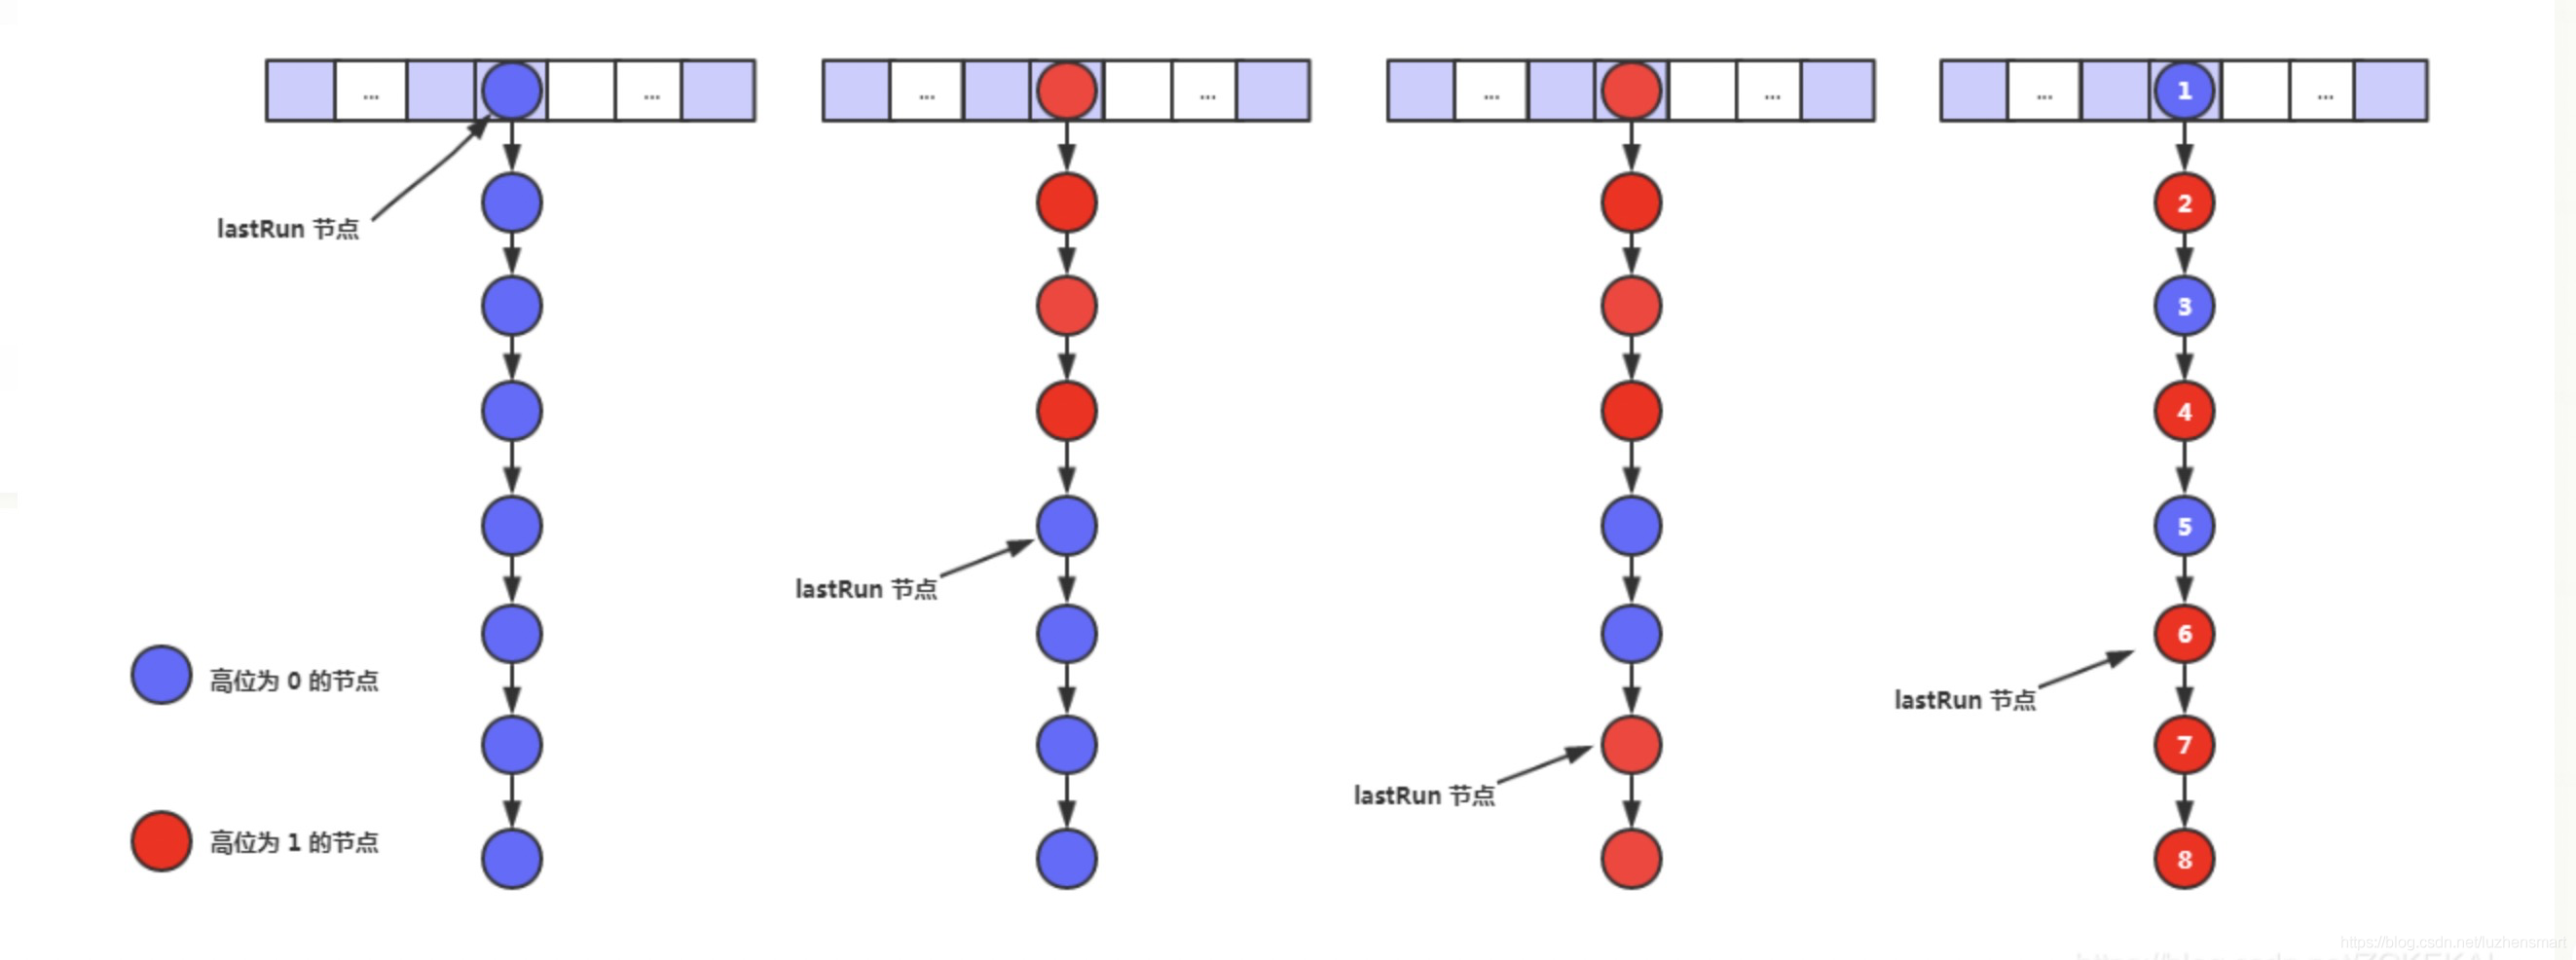 ... ... ... ... ... ... ... ...
1
2
lastRun 节点
3
4
5
lastRun 节点
6
高位为 0 的节点
lastRun 节点
7
lastRun 节点
高位为 1 的节点
8
https://blog.csdn.net/luzhensmart